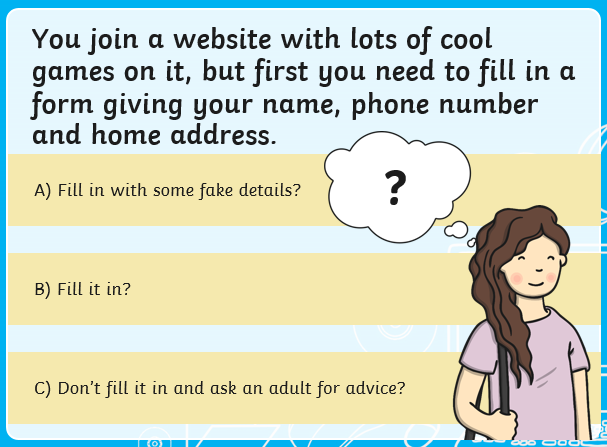 You join a website with lots of cool
games on it, but first you need to fill in a
form giving your name, phone number
and home address.
?
A) Fill in with some fake details?
B) Fill it in?
C) Don't fill it in and ask an adult for advice?